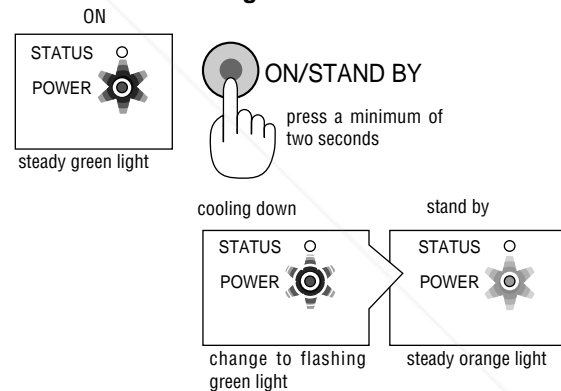 ON
STATUS
POWER
steady green light
ON/STAND BY
press a minimum of
two seconds
cooling down
STATUS
POWER
change to flashing
green light
stand by
STATUS
POWER
steady orange light